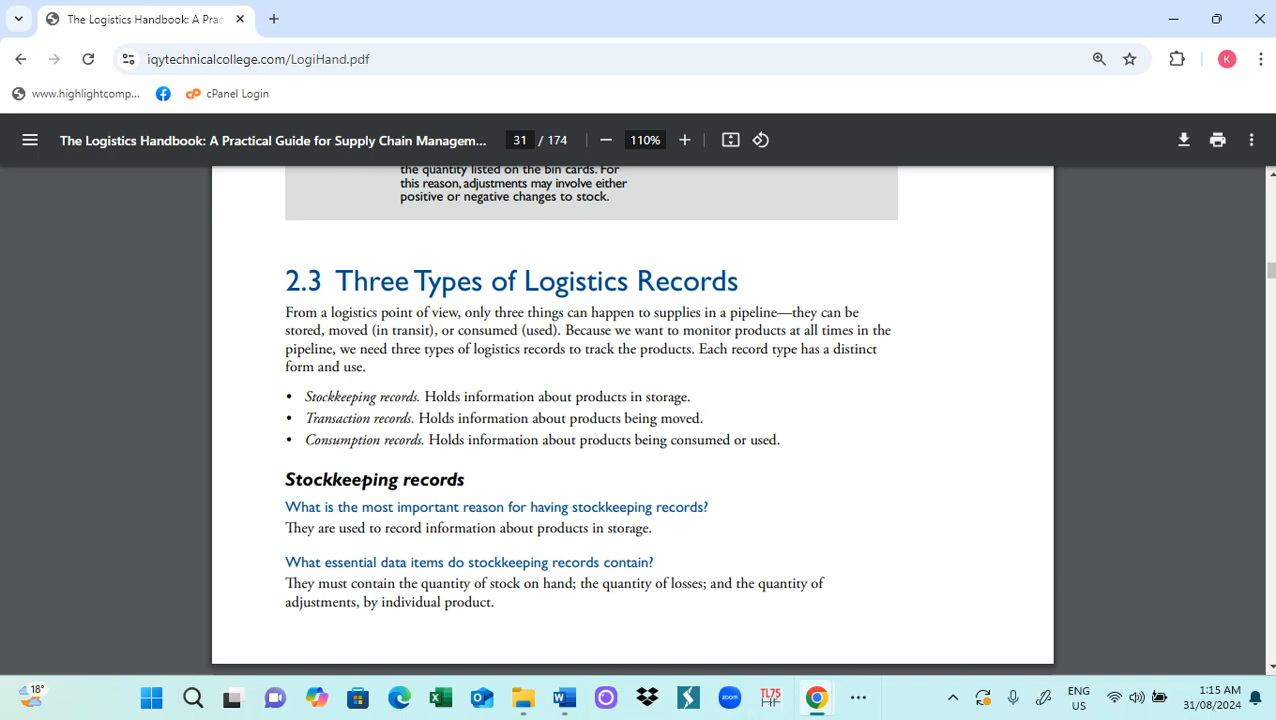 The Logistics Handbook: A Prac
iqytechnicalcollege.com/LogiHand.pdf
K
www.highlightcomp...
cPanel Login
The Logistics Handbook: A Practical Guide for Supply Chain Managem...
31 / 174
110%
the quantity listed on the bin cards. For
this reason, adjustments may involve either
positive or negative changes to stock.
2.3 Three Types of Logistics Records
From a logistics point of view, only three things can happen to supplies in a pipeline—they can be
stored, moved (in transit), or consumed (used). Because we want to monitor products at all times in the
pipeline, we need three types of logistics records to track the products. Each record type has a distinct
form and use.
• Stockkeeping records. Holds information about products in storage.
• Transaction records. Holds information about products being moved.
• Consumption records. Holds information about products being consumed or used.
Stockkeeping records
What is the most important reason for having stockkeeping records?
They are used to record information about products in storage.
What essential data items do stockkeeping records contain?
They must contain the quantity of stock on hand; the quantity of losses; and the quantity of
adjustments, by individual product.
18°
zoom
TL75
ENG
US
1:15 AM
31/08/2024